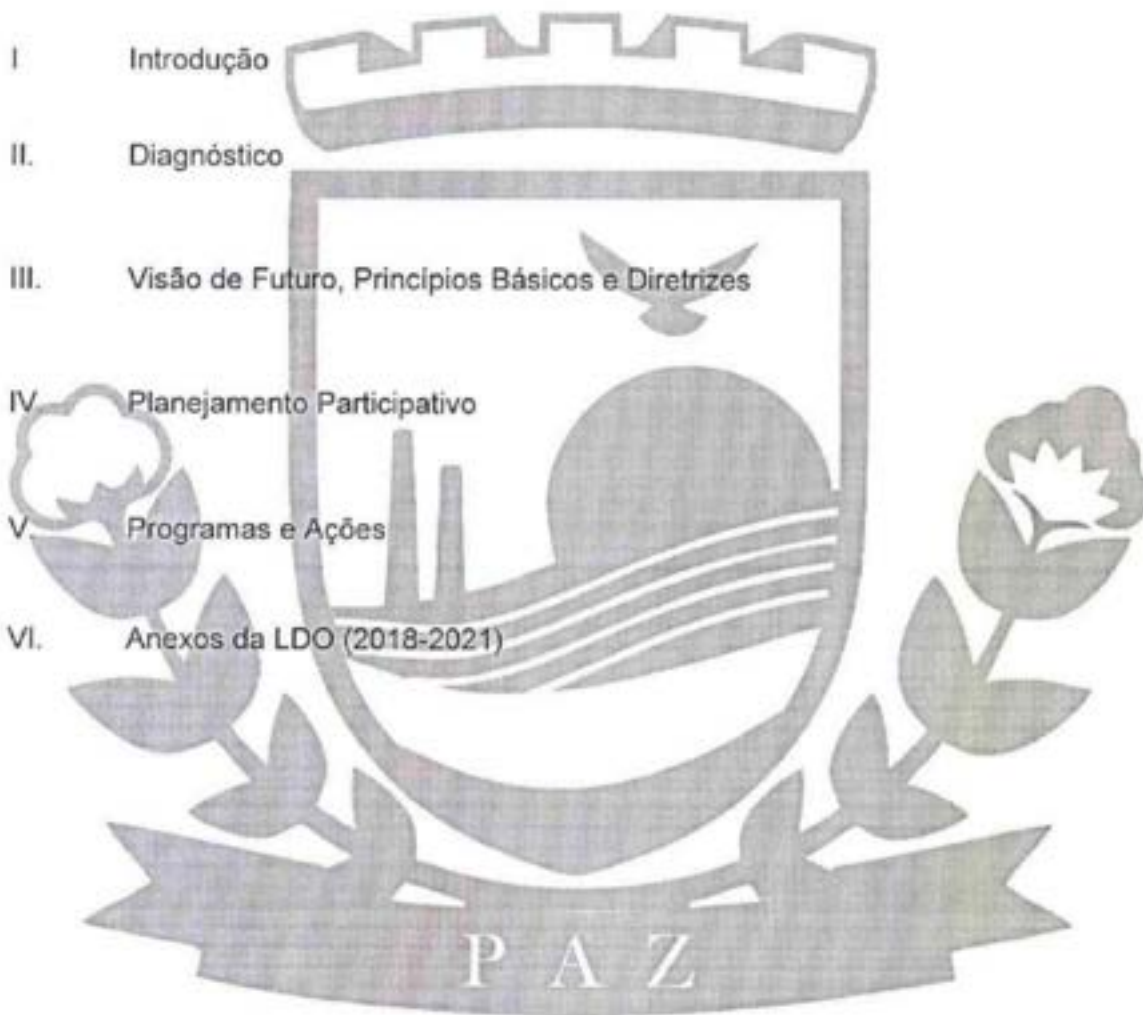 I Introdução
II. Diagnóstico
III. Visão de Futuro, Princípios Básicos e Diretrizes
IV. Planejamento Participativo
V. Programas e Ações
VI. Anexos da LDO (2018-2021)
PAZ